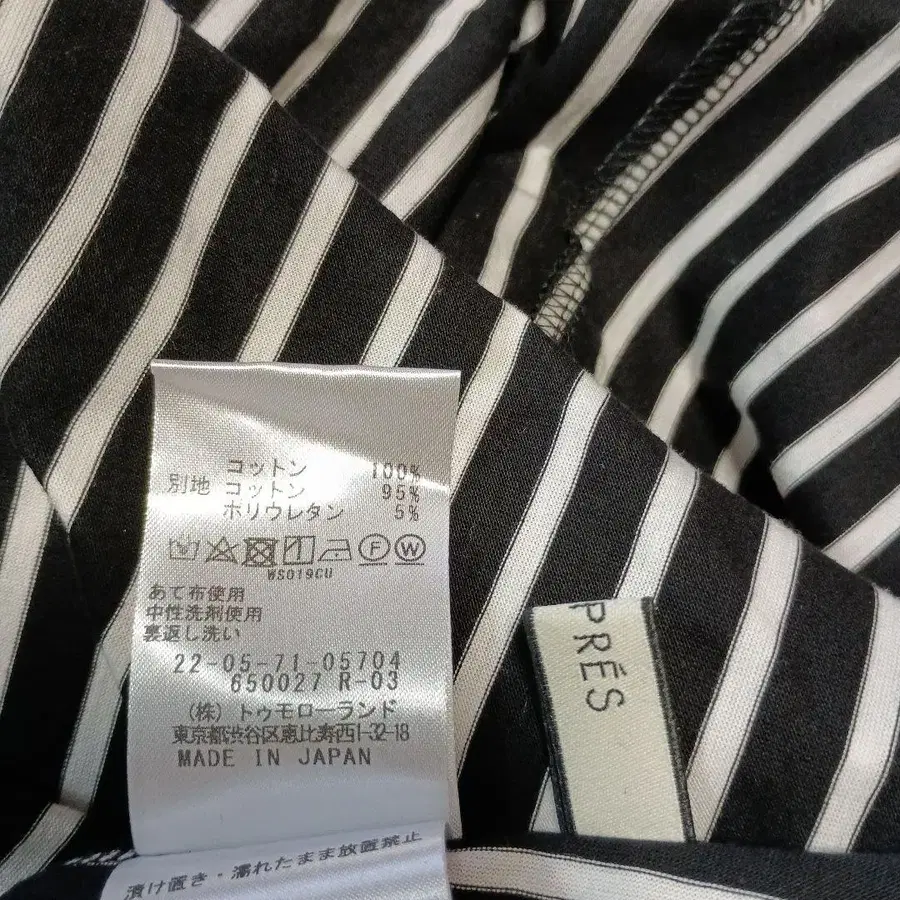 コットン 100%
別地 コットン 95%
ポリウレタン 5%
F W
WS019CU
あて布使用
中性洗剤使用
裏返し洗い
22-05-71-05704
650027 R-03
(株) トゥモローランド
東京都渋谷区恵比寿西1-32-18
MADE IN JAPAN
漬け置き・濡れたまま放置禁止
PRÉS